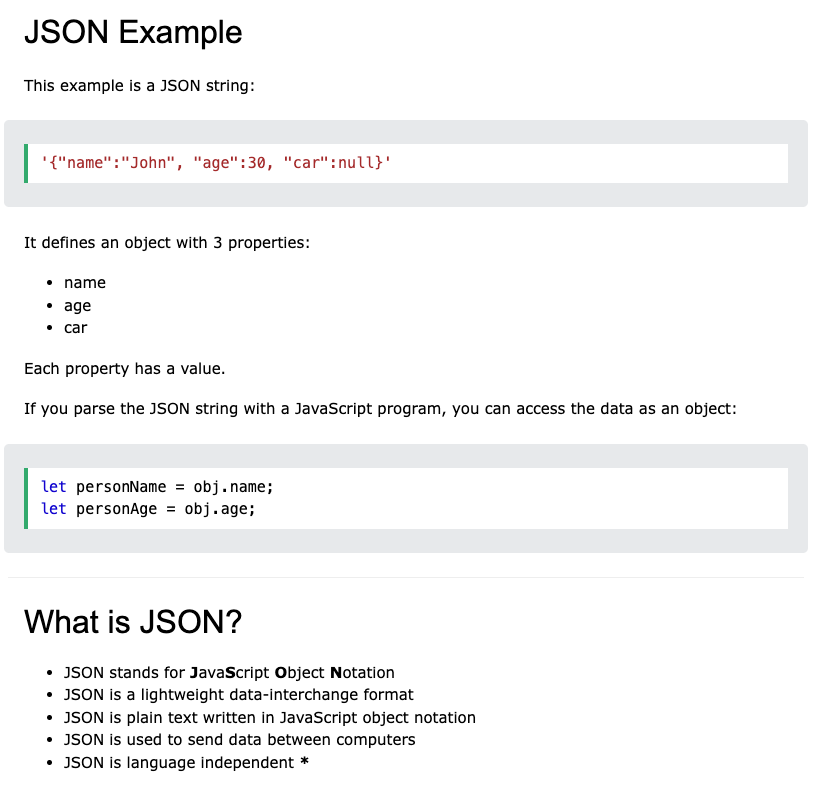 JSON Example
This example is a JSON string:
'{"name":"John", "age":30, "car":null}'
It defines an object with 3 properties:
• name
• age
• car
Each property has a value.
If you parse the JSON string with a JavaScript program, you can access the data as an object:
let personName = obj.name;
let personAge = obj.age;
What is JSON?
• JSON stands for JavaScript Object Notation
• JSON is a lightweight data-interchange format
• JSON is plain text written in JavaScript object notation
• JSON is used to send data between computers
• JSON is language independent *